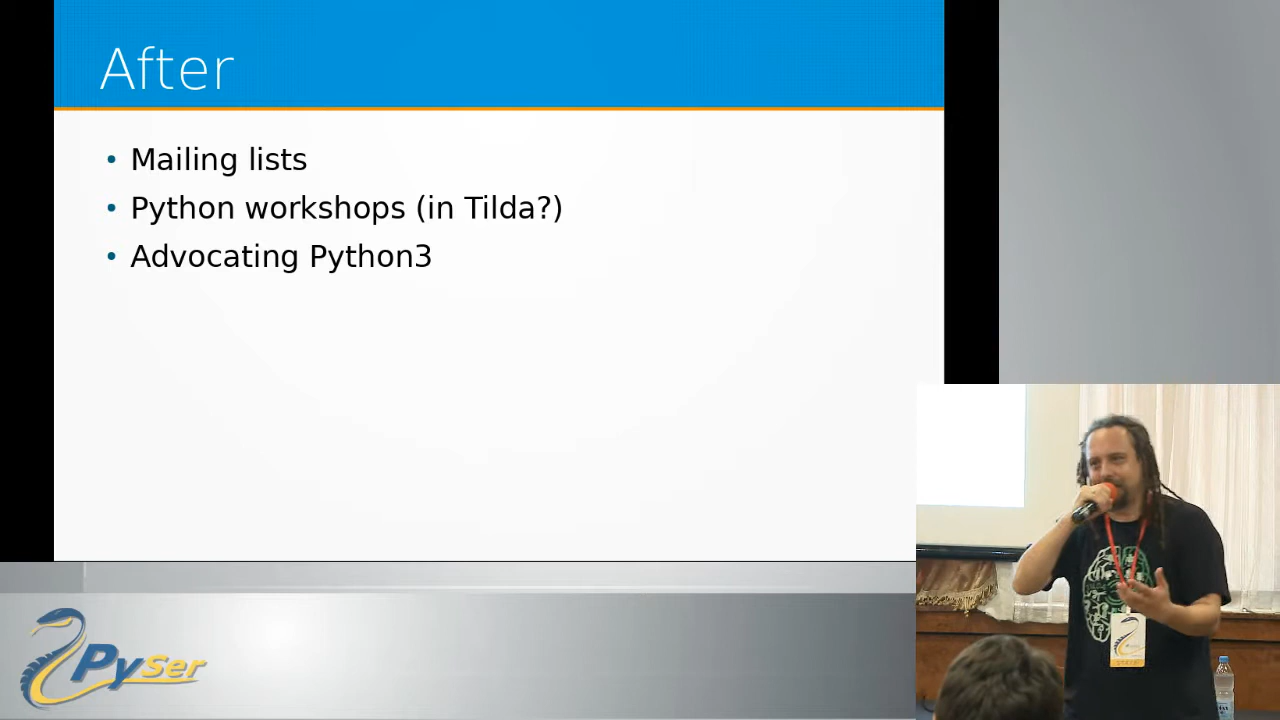 After
Mailing lists
Python workshops (in Tilda?)
Advocating Python3
PySer